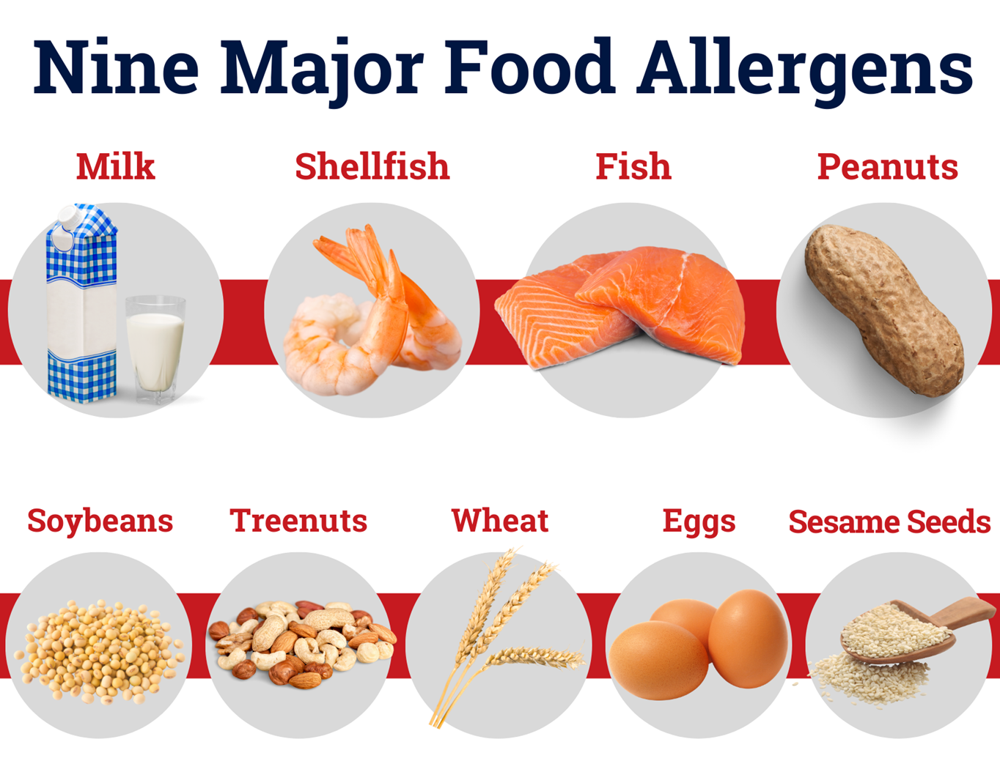 Nine Major Food Allergens
Milk
Shellfish
Fish
Peanuts
Soybeans
Treenuts
Wheat
Eggs
Sesame Seeds